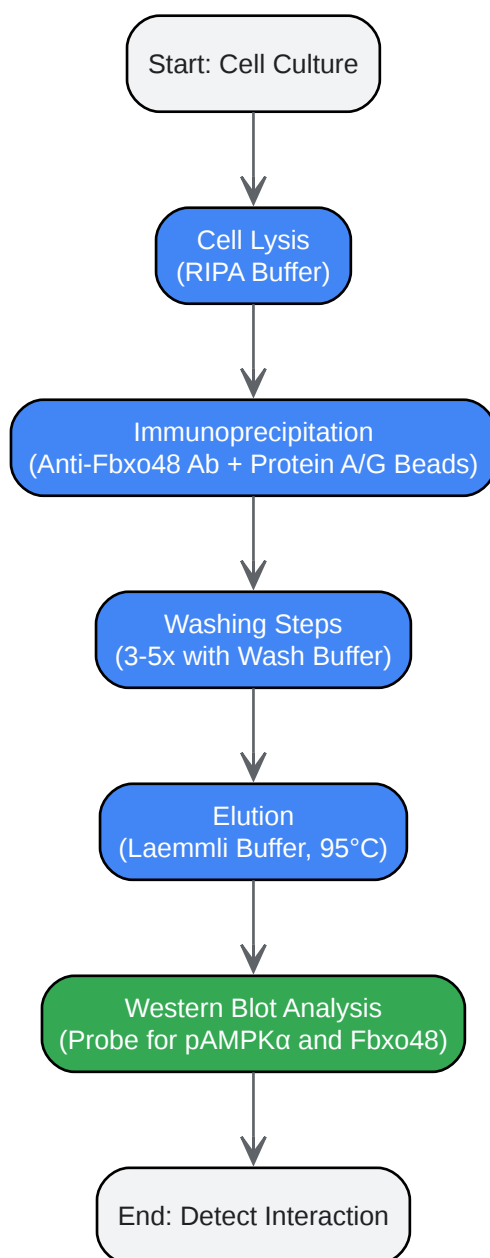 Start: Cell Culture
Cell Lysis
(RIPA Buffer)
Immunoprecipitation
(Anti-Fbxo48 Ab + Protein A/G Beads)
Washing Steps
(3-5x with Wash Buffer)
Elution
(Laemmli Buffer, 95°C)
Western Blot Analysis
(Probe for pAMPKα and Fbxo48)
End: Detect Interaction